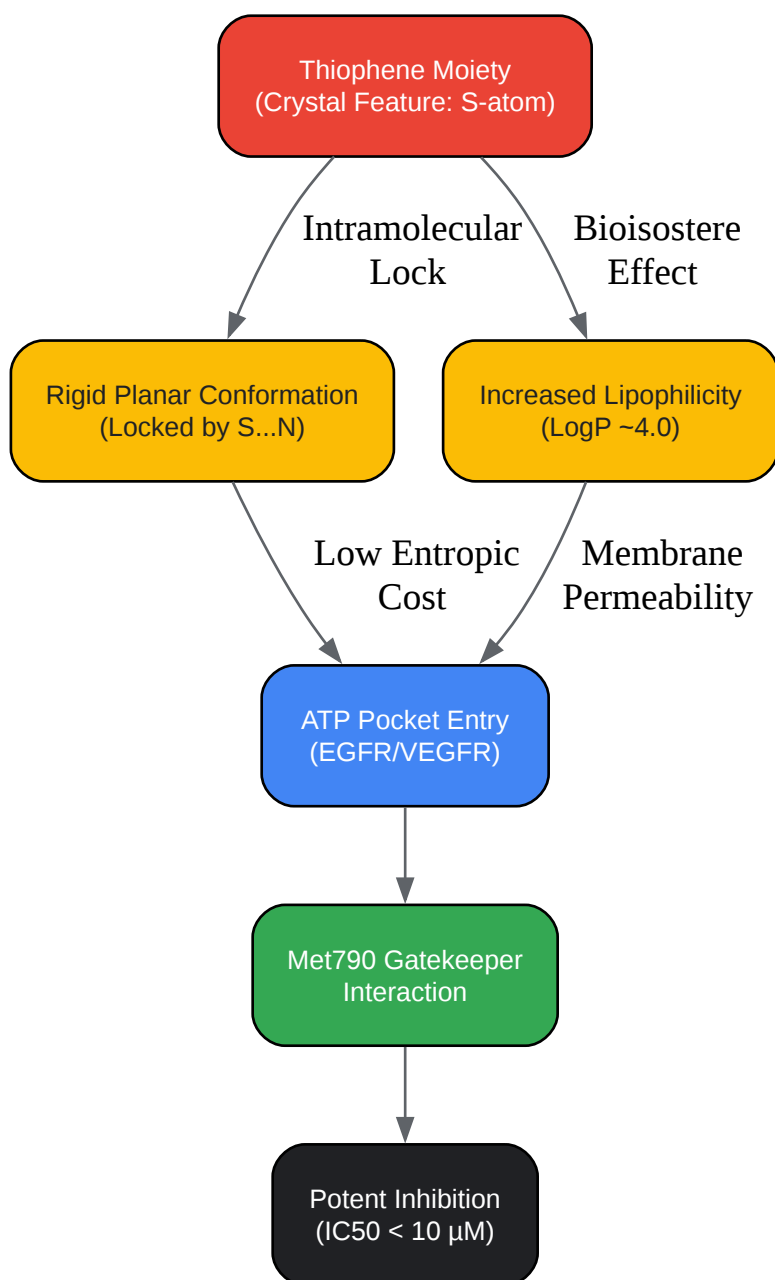 Thiophene Moiety
(Crystal Feature: S-atom)
Intramolecular
Lock
Bioisostere
Effect
Rigid Planar Conformation
(Locked by S...N)
Increased Lipophilicity
(LogP ~4.0)
Low Entropic
Cost
Membrane
Permeability
ATP Pocket Entry
(EGFR/VEGFR)
Met790 Gatekeeper
Interaction
Potent Inhibition
(IC50 < 10 µM)